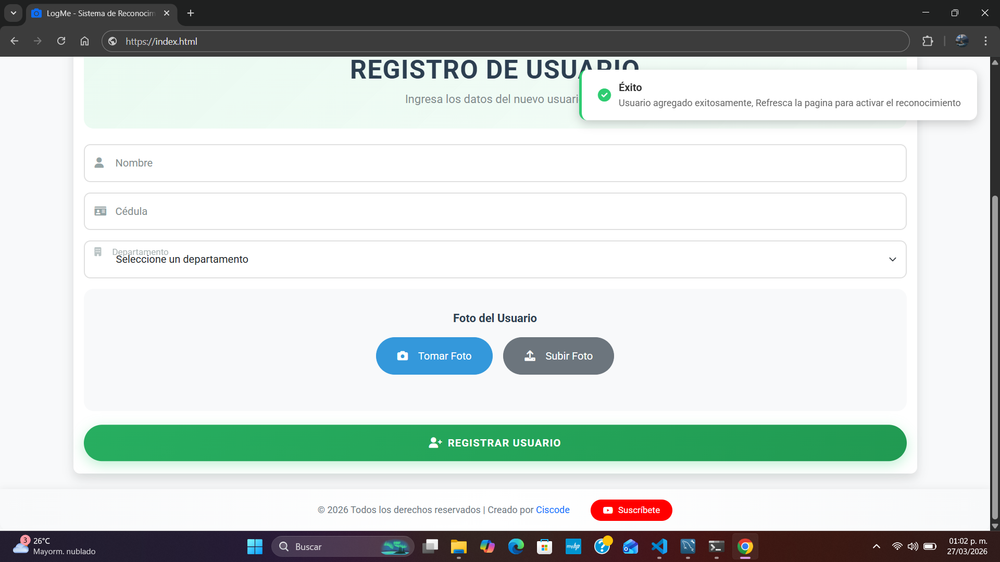 LogMe - Sistema de Reconocim
https://index.html
REGISTRO DE USUARIO
Ingresa los datos del nuevo usuari
Éxito
Usuario agregado exitosamente, Refresca la pagina para activar el reconocimiento
Nombre
Cédula
Departamento
Seleccione un departamento
Foto del Usuario
Tomar Foto
Subir Foto
REGISTRAR USUARIO
© 2026 Todos los derechos reservados | Creado por Ciscode
Suscríbete
3
26°C
Mayorm. nublado
Buscar
myhp
01:02 p. m.
27/03/2026